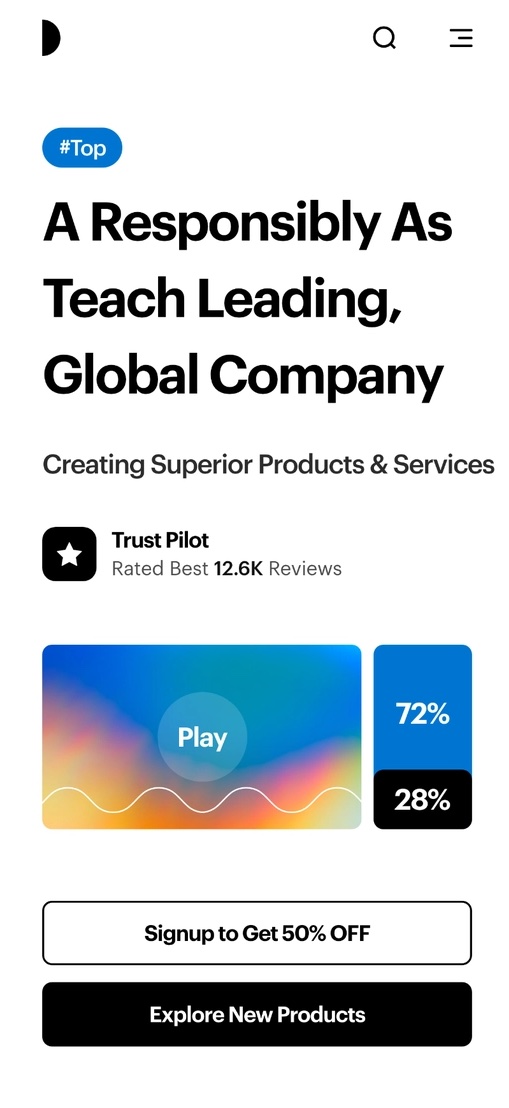 #Top
A Responsibly As
Teach Leading,
Global Company
Creating Superior Products & Services
Trust Pilot
Rated Best 12.6K Reviews
Play
72%
28%
Signup to Get 50% OFF
Explore New Products